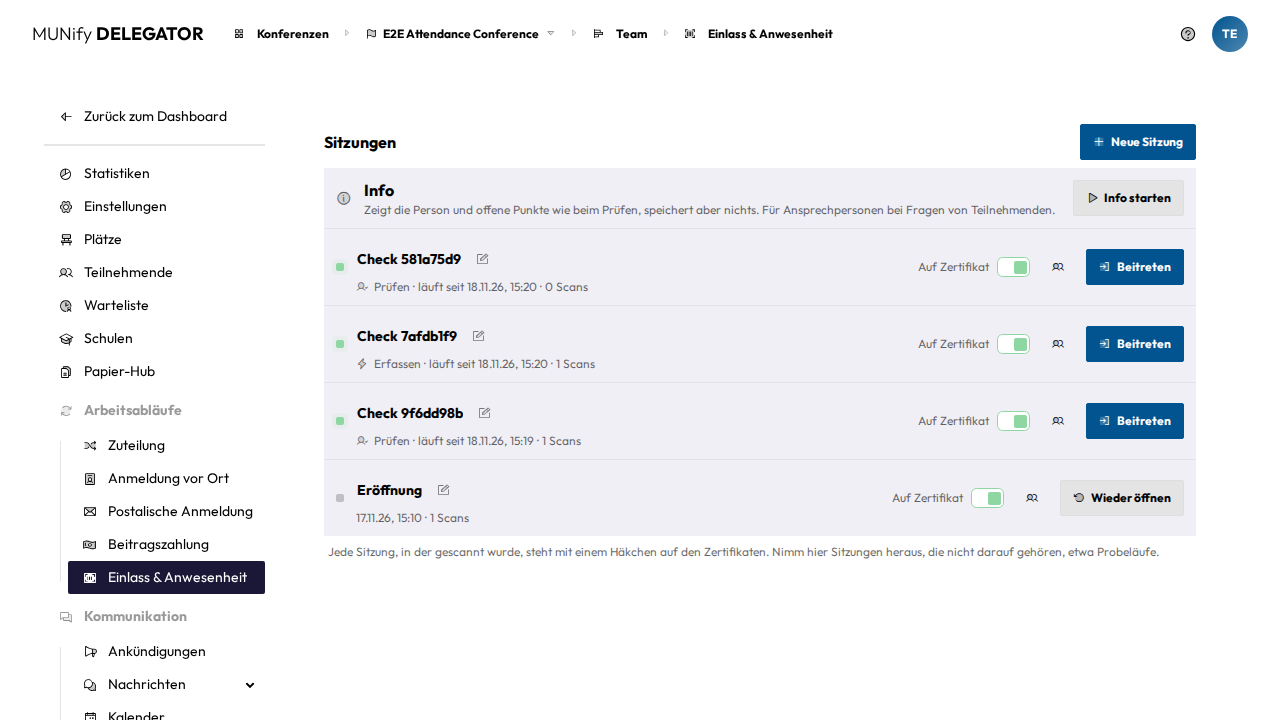 MUNify DELEGATOR
Konferenzen
E2E Attendance Conference
Team
Einlass & Anwesenheit
TE
Zurück zum Dashboard
Statistiken
Einstellungen
Plätze
Teilnehmende
Warteliste
Schulen
Papier-Hub
Arbeitsabläufe
Zuteilung
Anmeldung vor Ort
Postalische Anmeldung
Beitragszahlung
Einlass & Anwesenheit
Kommunikation
Ankündigungen
Nachrichten
Kalender
Sitzungen
Neue Sitzung
Info
Zeigt die Person und offene Punkte wie beim Prüfen, speichert aber nichts. Für Ansprechpersonen bei Fragen von Teilnehmenden.
Info starten
Check 581a75d9
Prüfen · läuft seit 18.11.26, 15:20 · 0 Scans
Auf Zertifikat
Beitreten
Check 7afdb1f9
Erfassen · läuft seit 18.11.26, 15:20 · 1 Scans
Auf Zertifikat
Beitreten
Check 9f6dd98b
Prüfen · läuft seit 18.11.26, 15:19 · 1 Scans
Auf Zertifikat
Beitreten
Eröffnung
17.11.26, 15:10 · 1 Scans
Auf Zertifikat
Wieder öffnen
Jede Sitzung, in der gescannt wurde, steht mit einem Häkchen auf den Zertifikaten. Nimm hier Sitzungen heraus, die nicht darauf gehören, etwa Probeläufe.